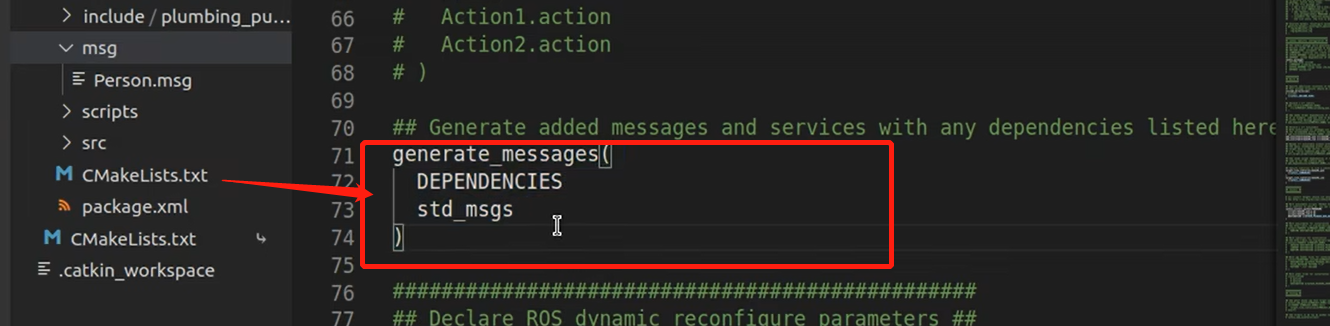 include / plumbing_pu...
msg
Person.msg
scripts
src
CMakeLists.txt
package.xml
CMakeLists.txt
.catkin_workspace
66 #   Action1.action
67 #   Action2.action
68 # )
69
70 ## Generate added messages and services with any dependencies listed here
71 generate_messages(
72   DEPENDENCIES
73   std_msgs
74 )
75
76 ################################################
77 ## Declare ROS dynamic reconfigure parameters ##